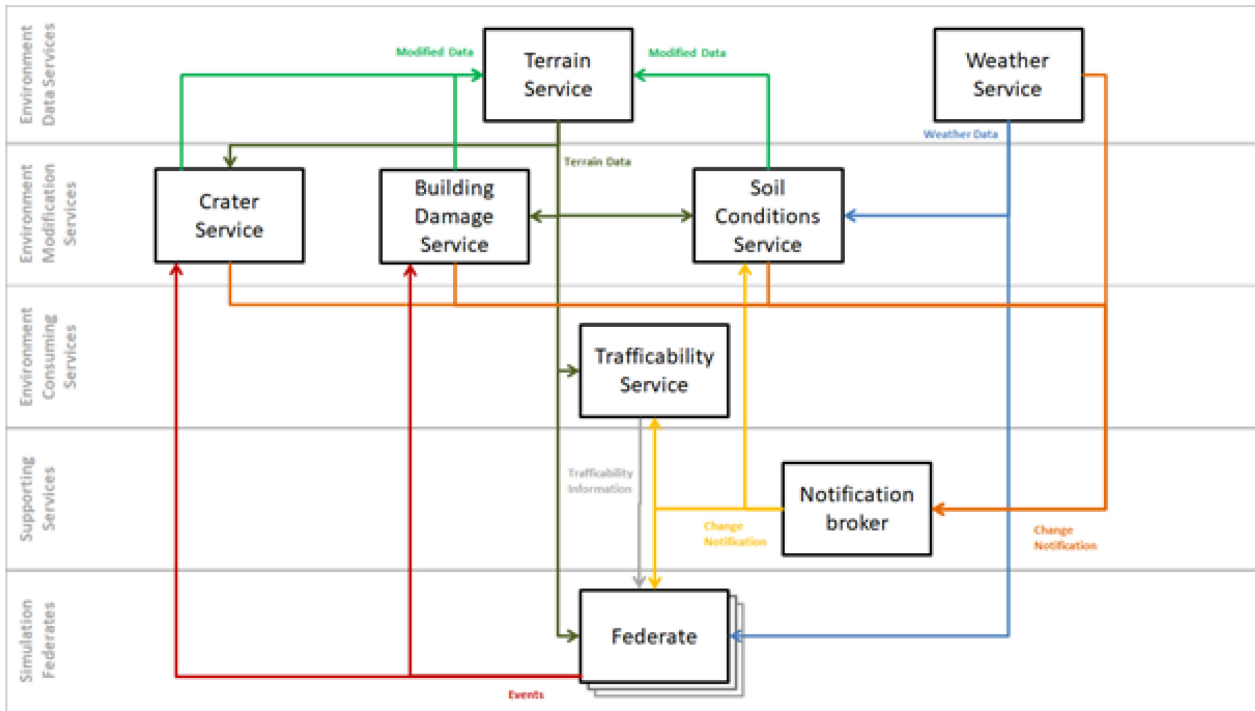 Environment
Data Services
Modified Data
Terrain
Service
Modified Data
Weather
Service
Weather Data
Terrain Data
Environment
Modification
Services
Crater
Service
Building
Damage
Service
Soil
Conditions
Service
Environment
Consuming
Services
Trafficability
Service
Supporting
Services
Trafficability
Information
Notification
broker
Change
Notification
Change
Notification
Simulation
Federates
Federate
Events